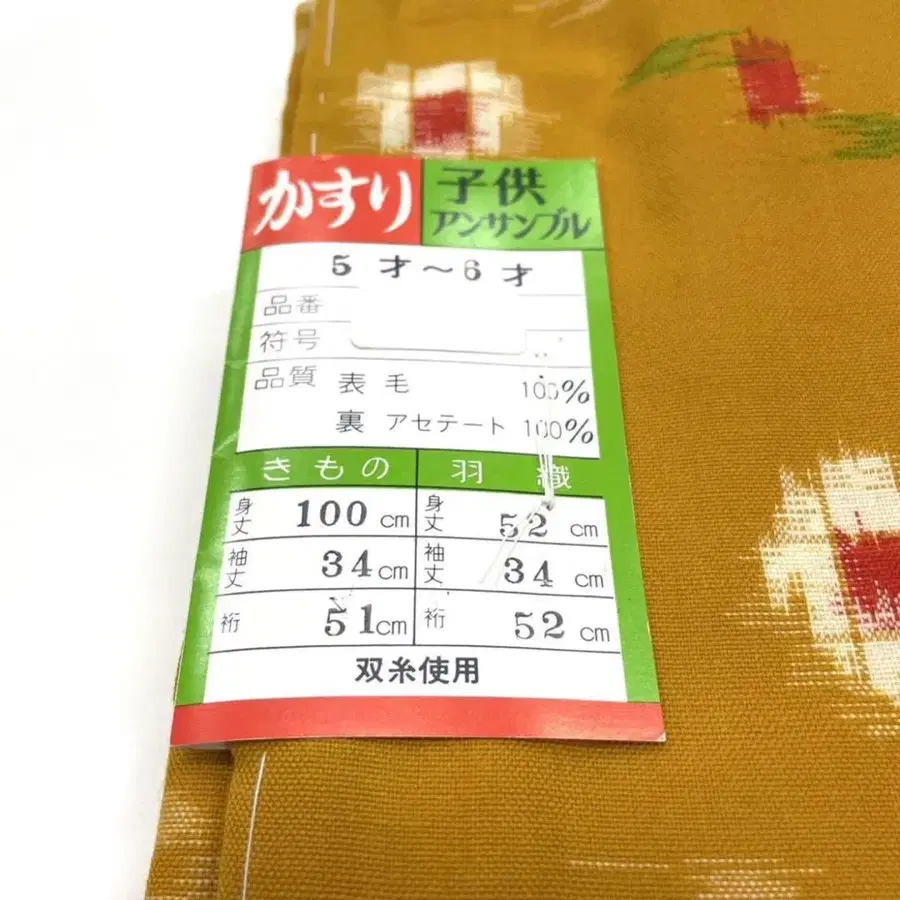 かすり 子供
アンサンブル
5才～6才
品番
符号
品質 表 毛 100%
裏 アセテート 100%
きもの 羽織
身丈 100cm 身丈 52cm
袖丈 34cm 袖丈 34cm
裄 51cm 裄 52cm
双糸使用